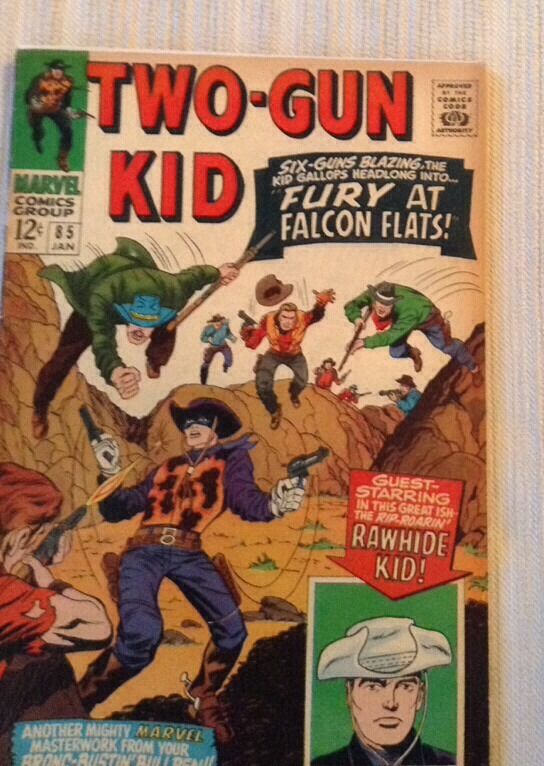 TWO-GUN
KID
APPROVED
BY THE
COMICS
CODE
AUTHORITY
MARVEL
COMICS
GROUP
12¢
IND.
85
JAN
SIX-GUNS BLAZING, THE
KID GALLOPS HEADLONG INTO...
"FURY AT
FALCON FLATS!"
GUEST-
STARRING
IN THIS GREAT ISH-
THE RIP-ROARIN'
RAWHIDE
KID!
ANOTHER MIGHTY MARVEL
MASTERWORK FROM YOUR
BRONC-BUSTIN' BULLPEN!!